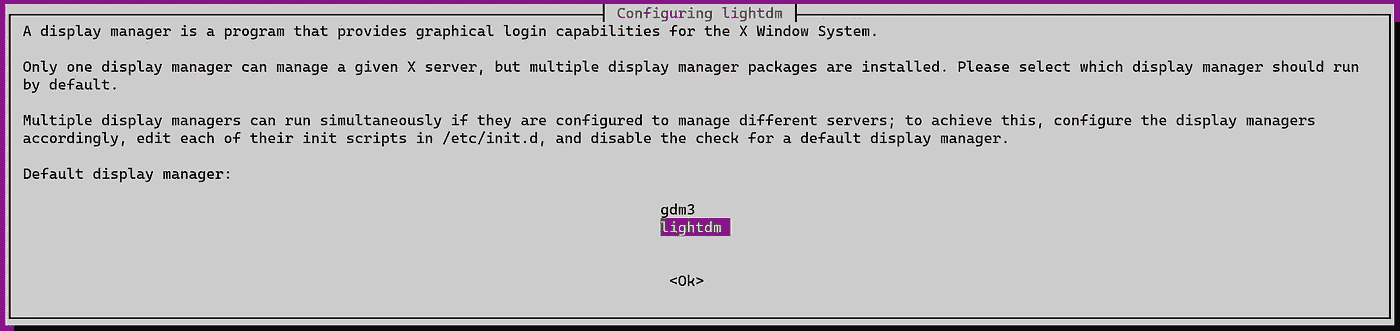 Configuring lightdm
A display manager is a program that provides graphical login capabilities for the X Window System.
Only one display manager can manage a given X server, but multiple display manager packages are installed. Please select which display manager should run
by default.
Multiple display managers can run simultaneously if they are configured to manage different servers; to achieve this, configure the display managers
accordingly, edit each of their init scripts in /etc/init.d, and disable the check for a default display manager.
Default display manager:
gdm3
lightdm
<Ok>